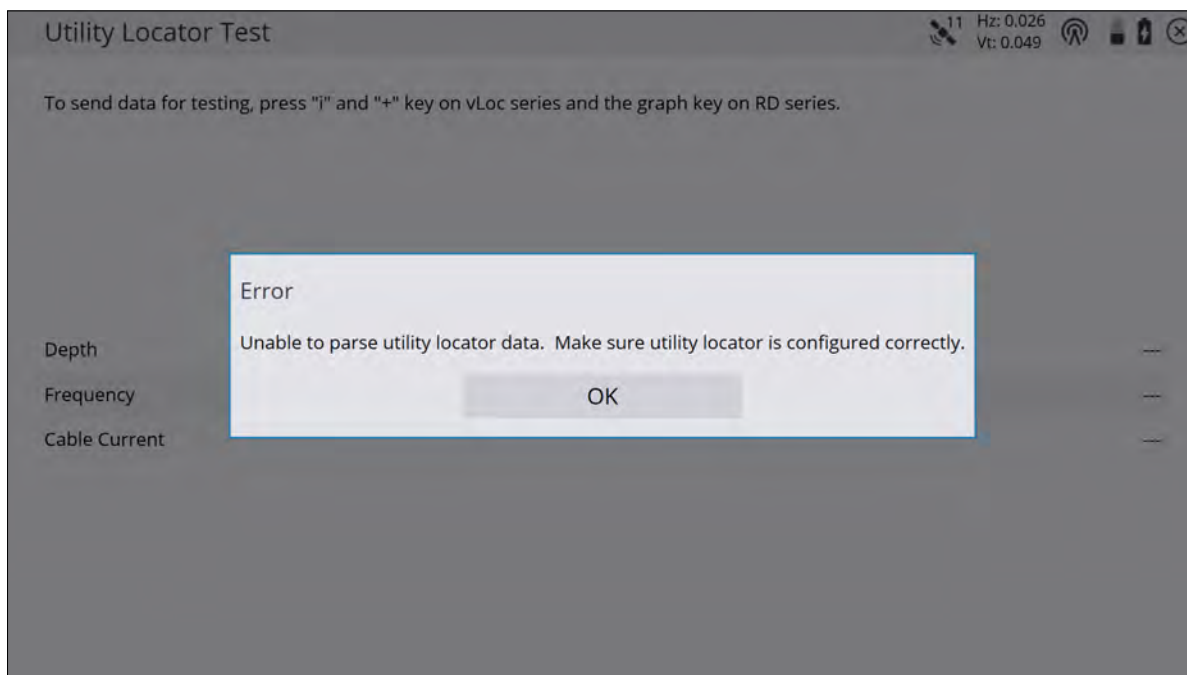 Utility Locator Test
11
Hz: 0.026
Vt: 0.049
To send data for testing, press "i" and "+" key on vLoc series and the graph key on RD series.
Error
Unable to parse utility locator data. Make sure utility locator is configured correctly.
OK
Depth ---
Frequency ---
Cable Current ---